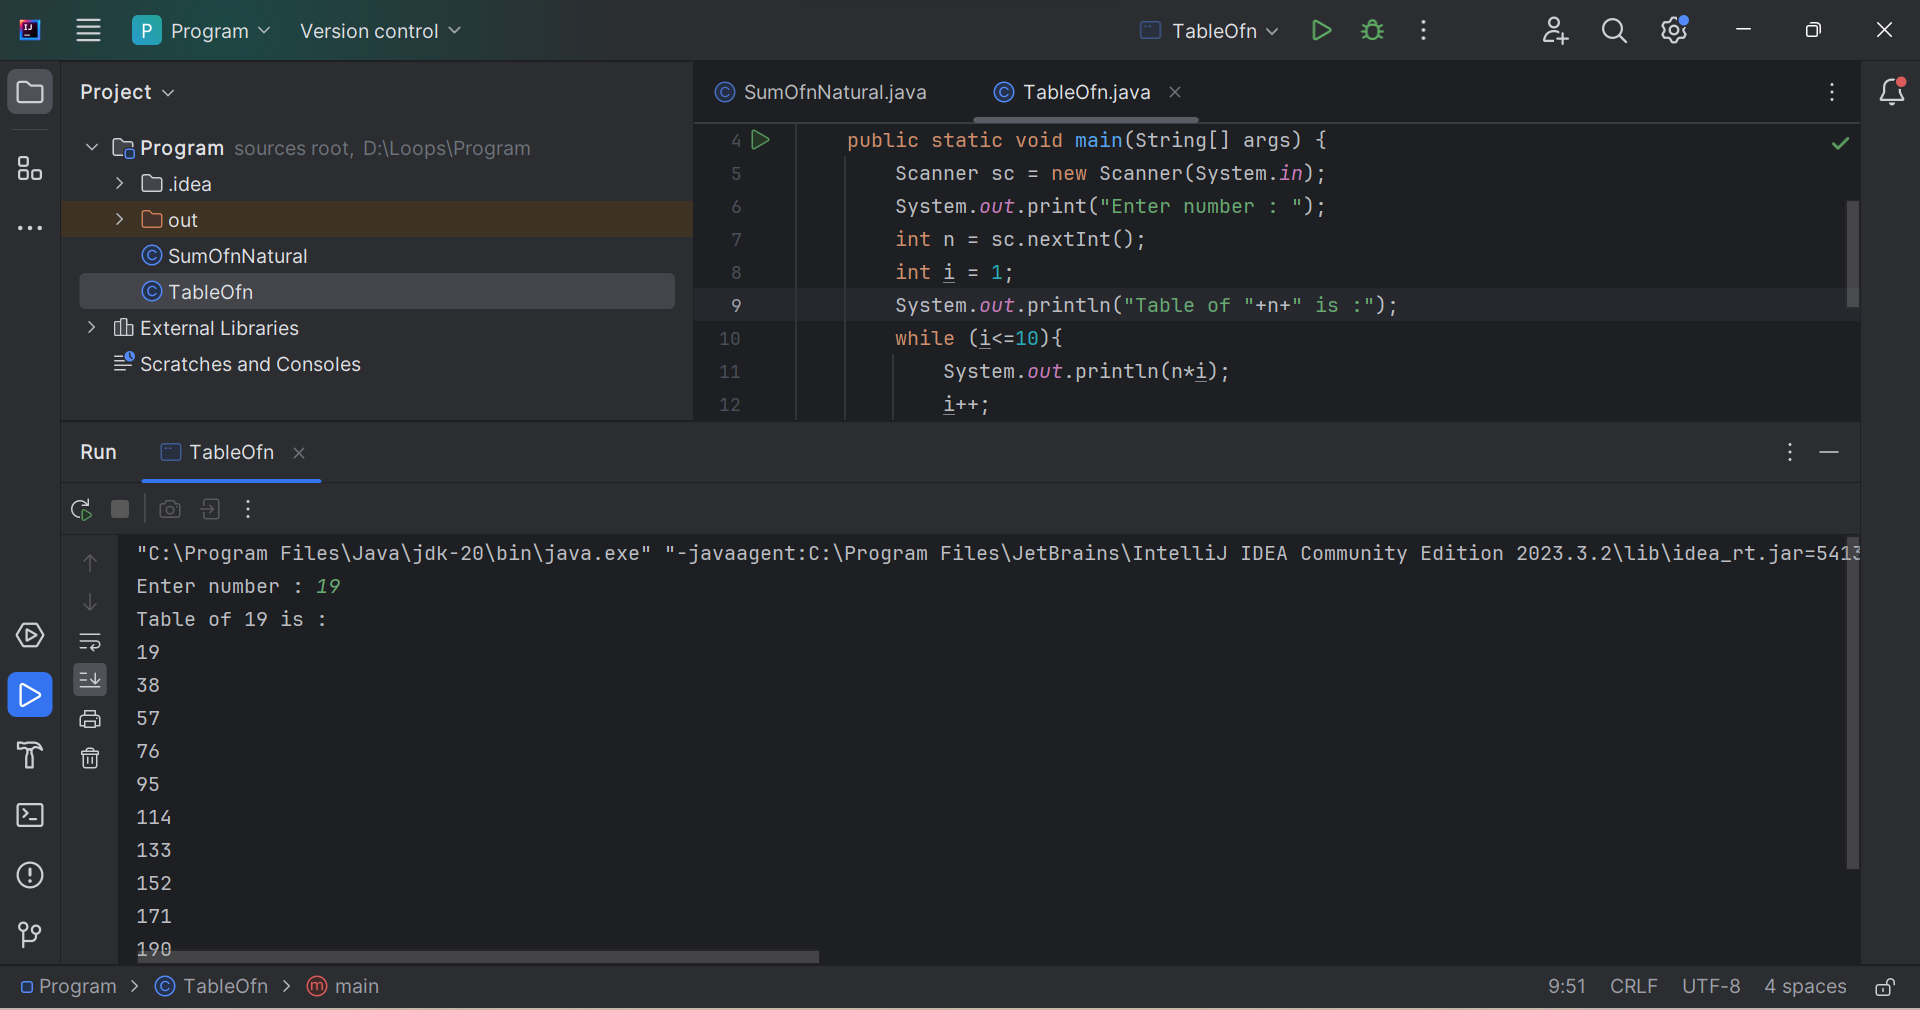 P Program Version control TableOfn
Project
Program sources root, D:\Loops\Program
.idea
out
SumOfnNatural
TableOfn
External Libraries
Scratches and Consoles
SumOfnNatural.java TableOfn.java
4 public static void main(String[] args) {
5 Scanner sc = new Scanner(System.in);
6 System.out.print("Enter number : ");
7 int n = sc.nextInt();
8 int i = 1;
9 System.out.println("Table of "+n+" is :");
10 while (i<=10){
11 System.out.println(n*i);
12 i++;
Run TableOfn
"C:\Program Files\Java\jdk-20\bin\java.exe" "-javaagent:C:\Program Files\JetBrains\IntelliJ IDEA Community Edition 2023.3.2\lib\idea_rt.jar=5413
Enter number : 19
Table of 19 is :
19
38
57
76
95
114
133
152
171
190
Program > TableOfn > main 9:51 CRLF UTF-8 4 spaces